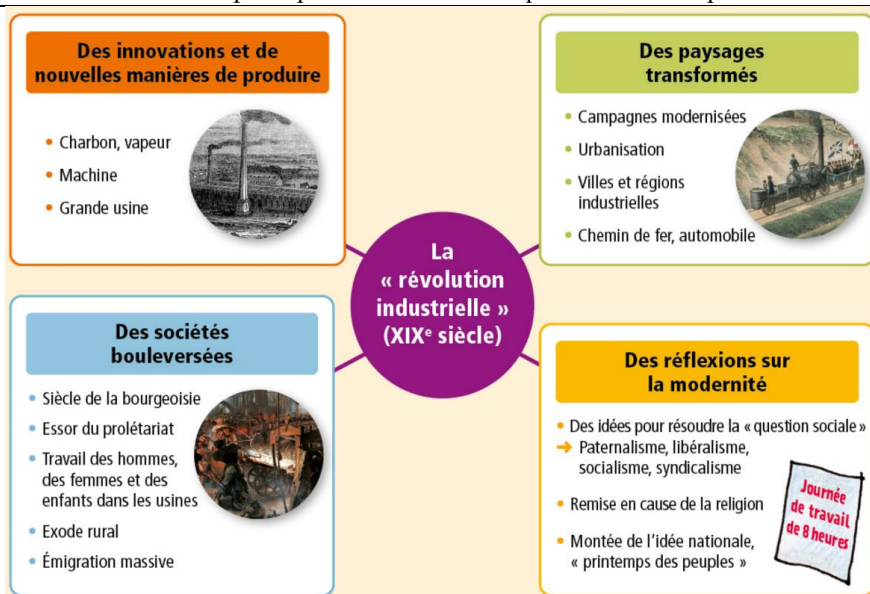 Des innovations et de
nouvelles manières de produire
• Charbon, vapeur
• Machine
• Grande usine
Des paysages
transformés
• Campagnes modernisées
• Urbanisation
• Villes et régions
industrielles
• Chemin de fer, automobile
La
« révolution
industrielle »
(XIXe siècle)
Des sociétés
bouleversées
• Siècle de la bourgeoisie
• Essor du prolétariat
• Travail des hommes,
des femmes et des
enfants dans les usines
• Exode rural
• Émigration massive
Des réflexions sur
la modernité
• Des idées pour résoudre la « question sociale »
➜ Paternalisme, libéralisme,
socialisme, syndicalisme
• Remise en cause de la religion
• Montée de l'idée nationale,
« printemps des peuples »
Journée
de travail
de 8 heures